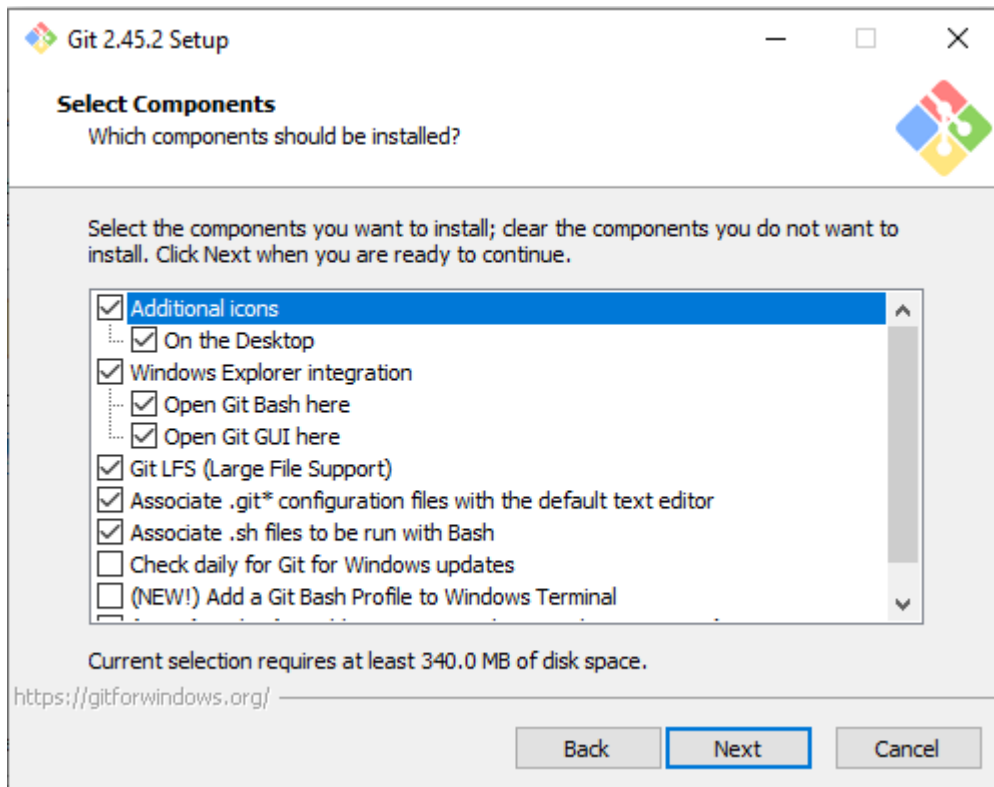 Git 2.45.2 Setup
Select Components
Which components should be installed?
Select the components you want to install; clear the components you do not want to
install. Click Next when you are ready to continue.
Additional icons
On the Desktop
Windows Explorer integration
Open Git Bash here
Open Git GUI here
Git LFS (Large File Support)
Associate .git* configuration files with the default text editor
Associate .sh files to be run with Bash
Check daily for Git for Windows updates
(NEW!) Add a Git Bash Profile to Windows Terminal
Current selection requires at least 340.0 MB of disk space.
https://gitforwindows.org/
Back Next Cancel